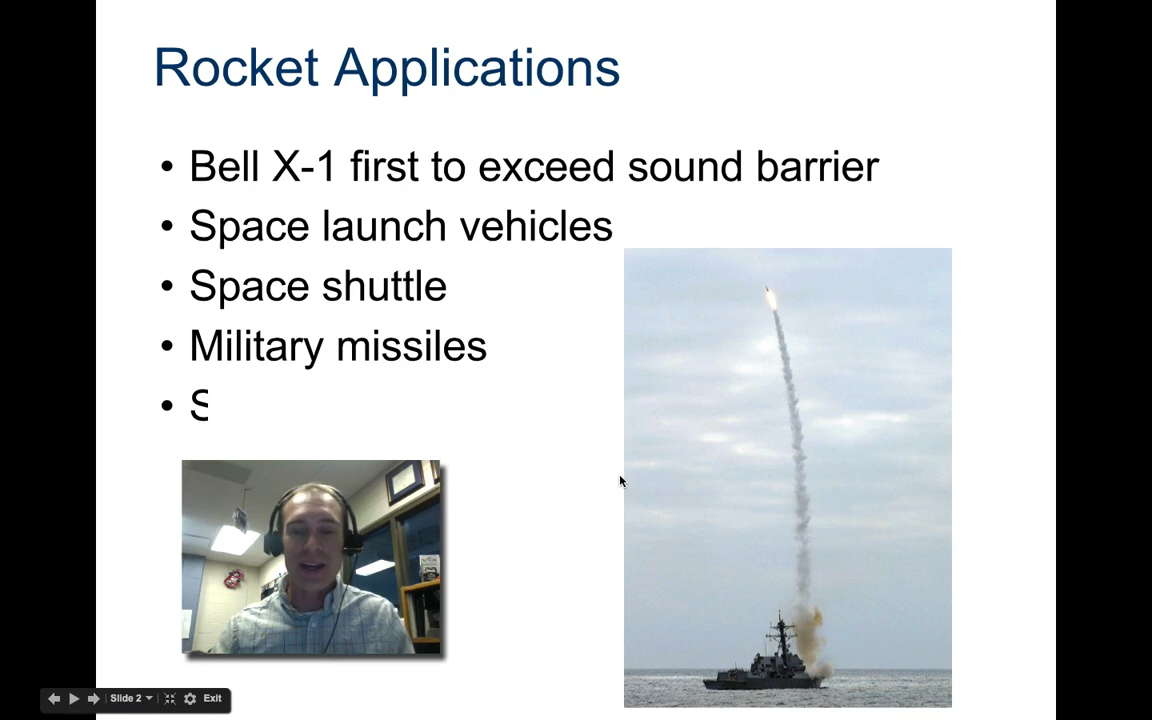 Rocket Applications
• Bell X-1 first to exceed sound barrier
• Space launch vehicles
• Space shuttle
• Military missiles
• S
Slide 2
Exit